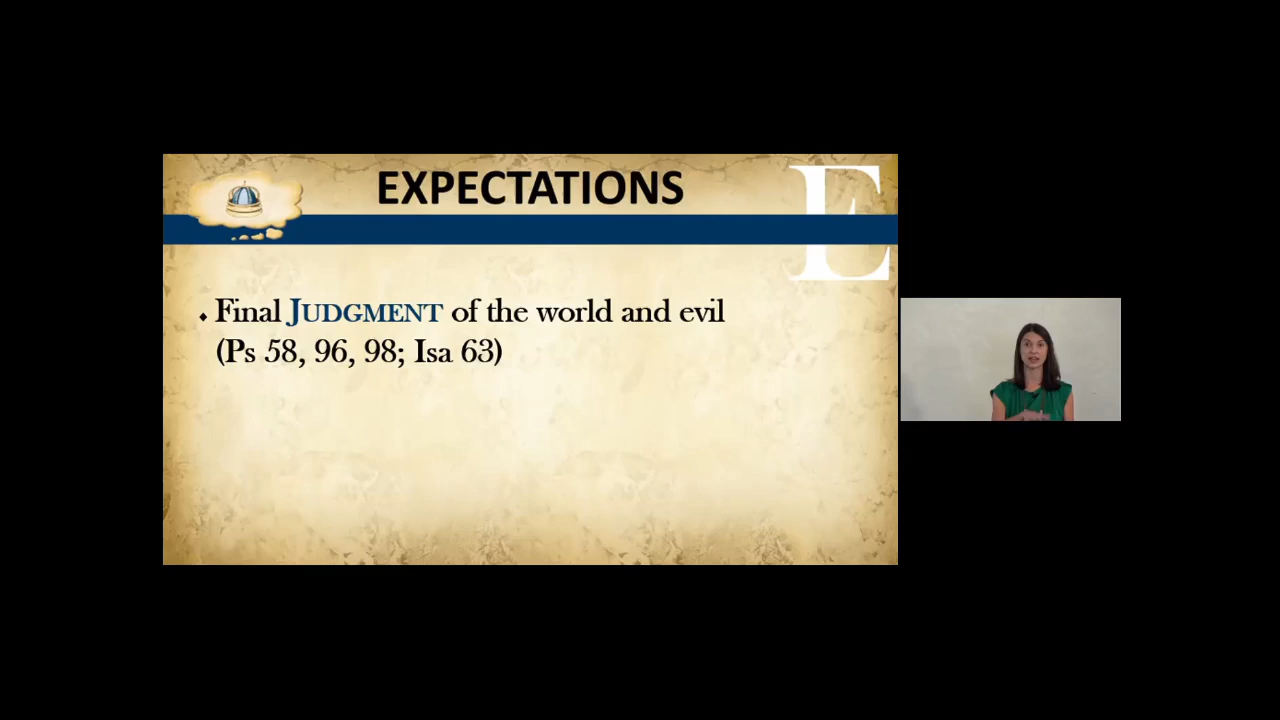 EXPECTATIONS
E
⬩ Final JUDGMENT of the world and evil
(Ps 58, 96, 98; Isa 63)